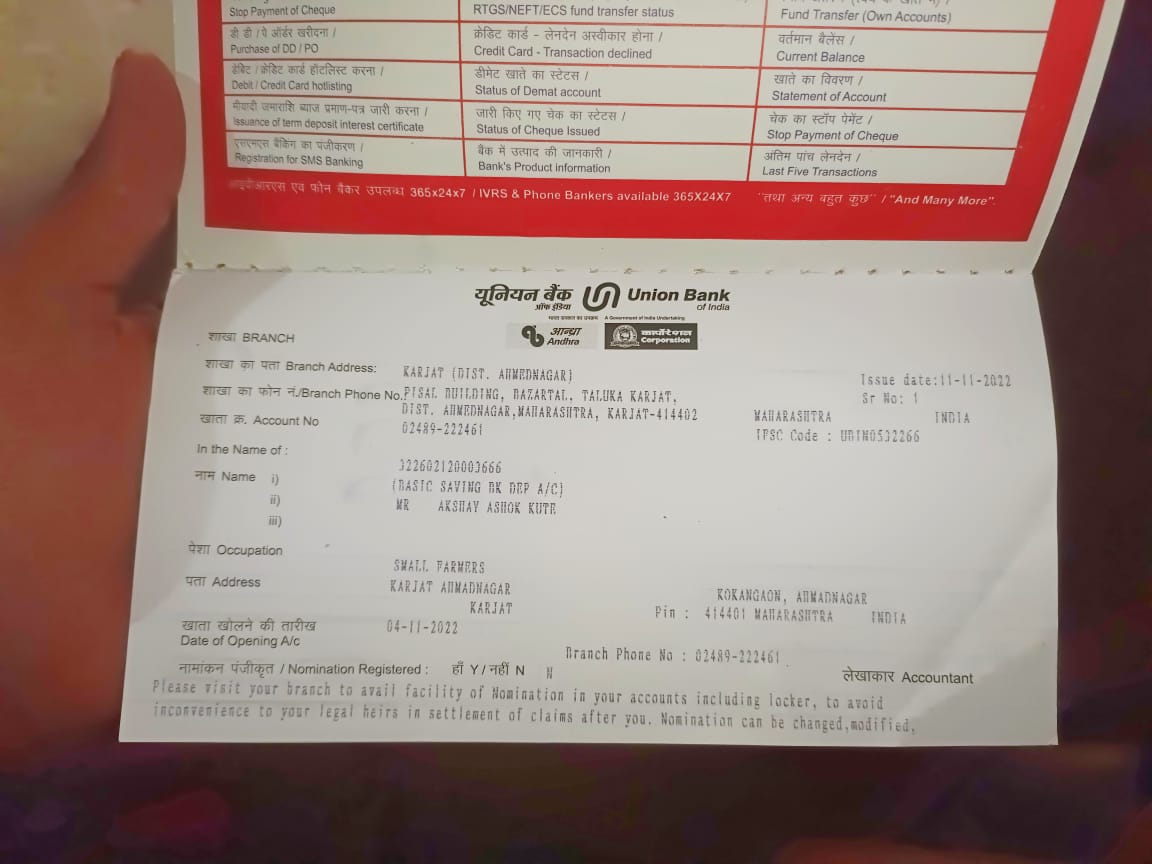 Stop Payment of Cheque
RTGS/NEFT/ECS fund transfer status
Fund Transfer (Own Accounts)
डी डी / पे ऑर्डर खरीदना /
Purchase of DD / PO
क्रेडिट कार्ड - लेनदेन अस्वीकार होना /
Credit Card - Transaction declined
वर्तमान बैलेंस /
Current Balance
डेबिट / क्रेडिट कार्ड हॉटलिस्ट करना /
Debit / Credit Card hotlisting
डीमेट खाते का स्टेटस /
Status of Demat account
खाते का विवरण /
Statement of Account
मीयादी जमाराशि ब्याज प्रमाण-पत्र जारी करना /
Issuance of term deposit interest certificate
जारी किए गए चेक का स्टेटस /
Status of Cheque Issued
चेक का स्टॉप पेमेंट /
Stop Payment of Cheque
एसएमएस बैंकिंग का पंजीकरण /
Registration for SMS Banking
बैंक में उत्पाद की जानकारी /
Bank's Product information
अंतिम पांच लेनदेन /
Last Five Transactions
आईवीआरएस एवं फोन बैंकर उपलब्ध 365x24x7 / IVRS & Phone Bankers available 365X24X7 "तथा अन्य बहुत कुछ" / "And Many More".
यूनियन बैंक Union Bank
ऑफ इंडिया of India
भारत सरकार का उपक्रम A Government of India Undertaking
आन्ध्रा कार्पोरेशन
Andhra Corporation
शाखा BRANCH
शाखा का पता Branch Address: KARJAT (DIST. AHMEDNAGAR) Issue date:11-11-2022
शाखा का फोन नं./Branch Phone No. PISAL BUILDING, BAZARTAL, TALUKA KARJAT, Sr No: 1
DIST. AHMEDNAGAR,MAHARASHTRA, KARJAT-414402 MAHARASHTRA INDIA
खाता क्र. Account No 02489-222461 IFSC Code : UBIN0532266
In the Name of :
322602120003666
नाम Name i) (BASIC SAVING BK DEP A/C)
ii) MR AKSHAY ASHOK KUTE
iii)
पेशा Occupation
SMALL FARMERS
पता Address KARJAT AHMADNAGAR KOKANGAON, AHMADNAGAR
KARJAT Pin : 414401 MAHARASHTRA INDIA
खाता खोलने की तारीख 04-11-2022
Date of Opening A/c
Branch Phone No : 02489-222461
नामांकन पंजीकृत / Nomination Registered : हाँ Y / नहीं N N लेखाकार Accountant
Please visit your branch to avail facility of Nomination in your accounts including locker, to avoid
inconvenience to your legal heirs in settlement of claims after you. Nomination can be changed,modified,